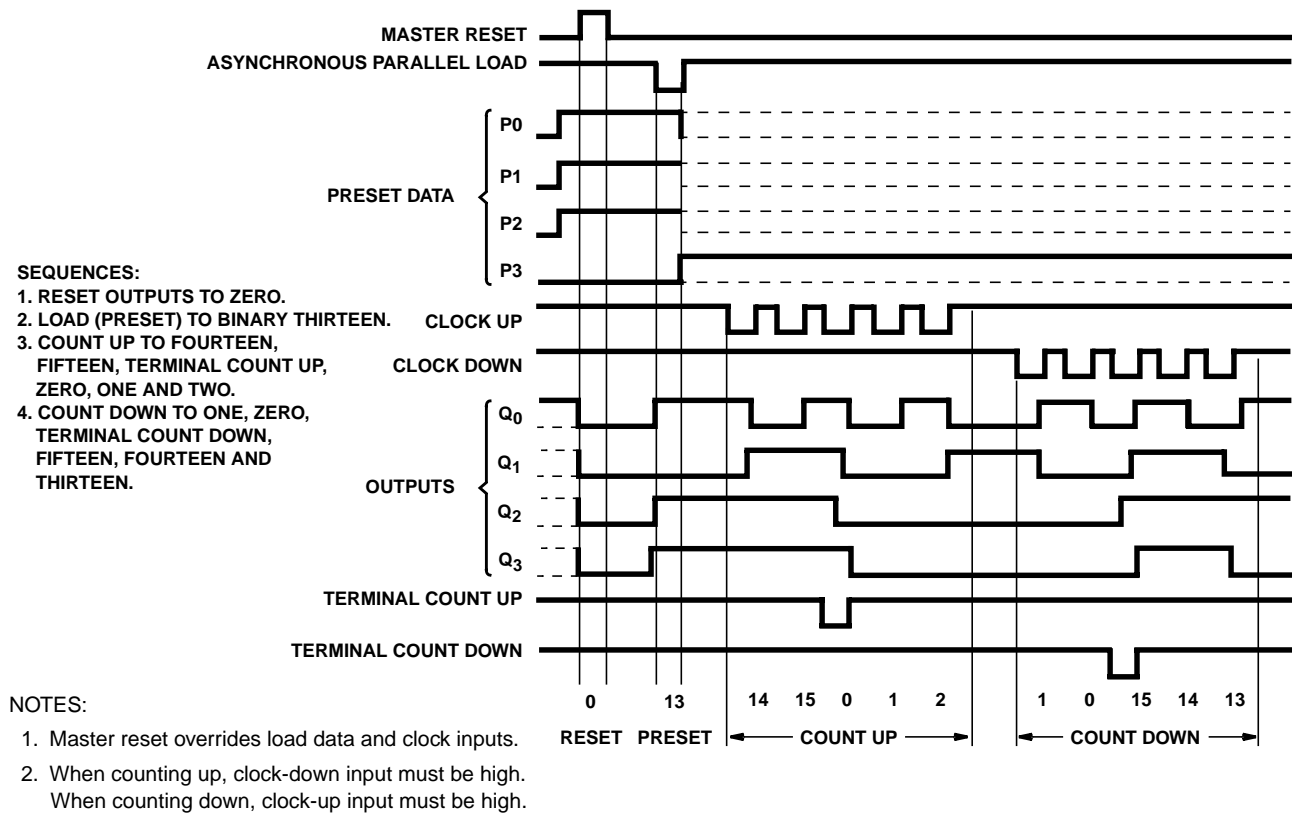 MASTER RESET
ASYNCHRONOUS PARALLEL LOAD
P0
P1
PRESET DATA
P2
P3
SEQUENCES:
1. RESET OUTPUTS TO ZERO.
2. LOAD (PRESET) TO BINARY THIRTEEN.
3. COUNT UP TO FOURTEEN,
FIFTEEN, TERMINAL COUNT UP,
ZERO, ONE AND TWO.
4. COUNT DOWN TO ONE, ZERO,
TERMINAL COUNT DOWN,
FIFTEEN, FOURTEEN AND
THIRTEEN.
CLOCK UP
CLOCK DOWN
Q0
Q1
OUTPUTS
Q2
Q3
TERMINAL COUNT UP
TERMINAL COUNT DOWN
0 13 14 15 0 1 2 1 0 15 14 13
RESET PRESET COUNT UP COUNT DOWN
NOTES:
1. Master reset overrides load data and clock inputs.
2. When counting up, clock-down input must be high.
When counting down, clock-up input must be high.